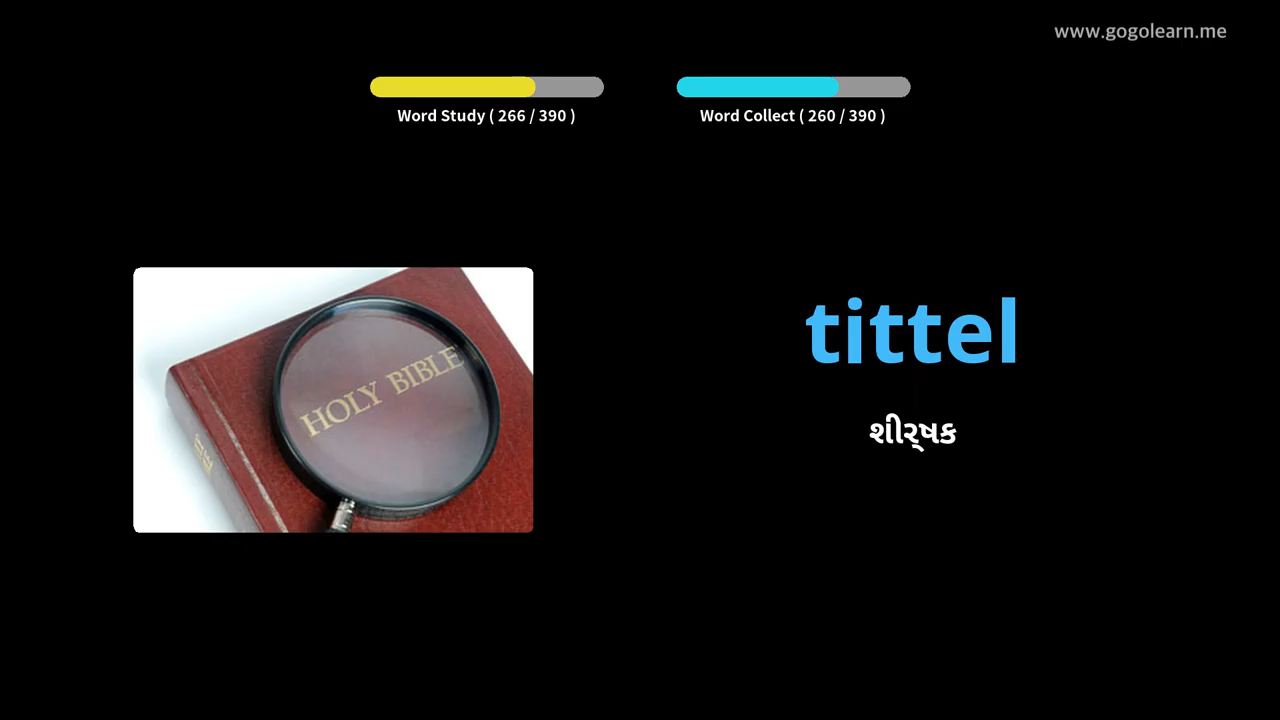 www.gogolearn.me
Word Study ( 266 / 390 )
Word Collect ( 260 / 390 )
HOLY BIBLE
tittel
શીર્ષક